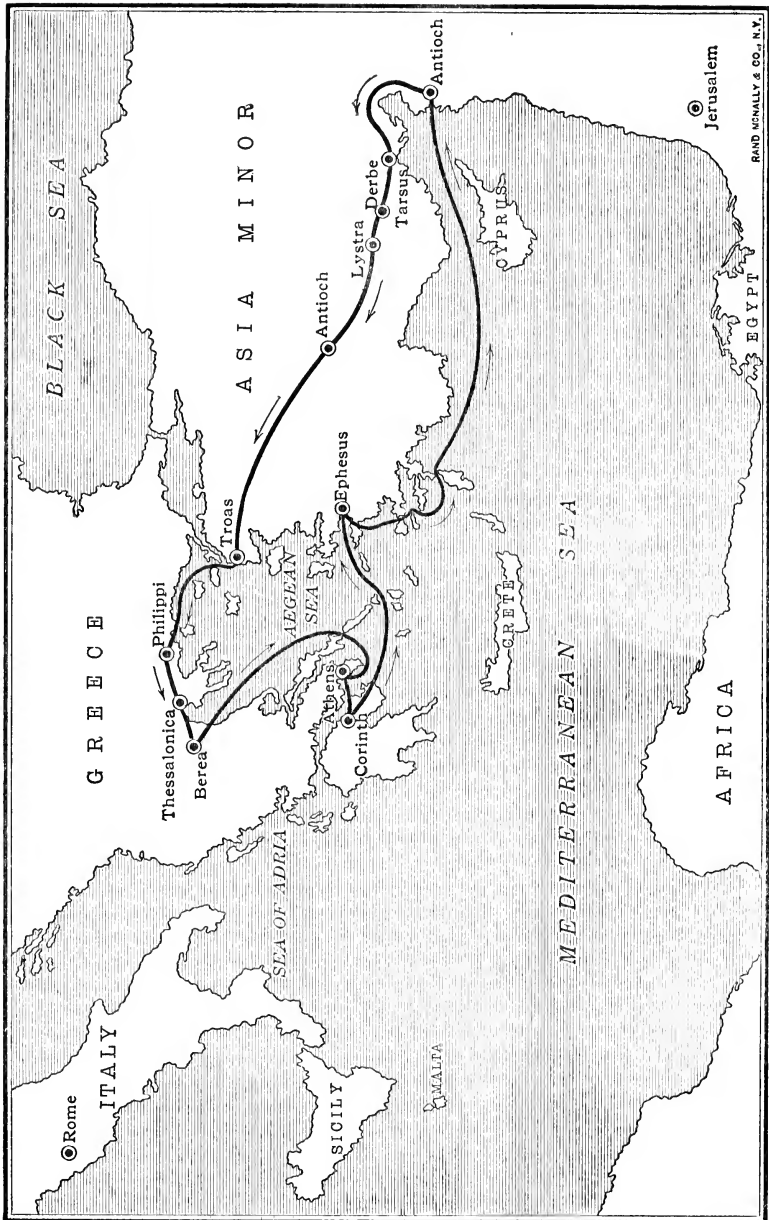 BLACK SEA
GREECE
ASIA MINOR
Philippi
Thessalonica
Berea
Troas
Antioch
Lystra
Derbe
Tarsus
Antioch
Rome
ITALY
SEA OF ADRIA
AEGEAN
SEA
Athens
Corinth
Ephesus
SICILY
MALTA
CRETE
CYPRUS
MEDITERRANEAN SEA
Jerusalem
AFRICA
EGYPT
RAND MCNALLY & CO., N.Y.